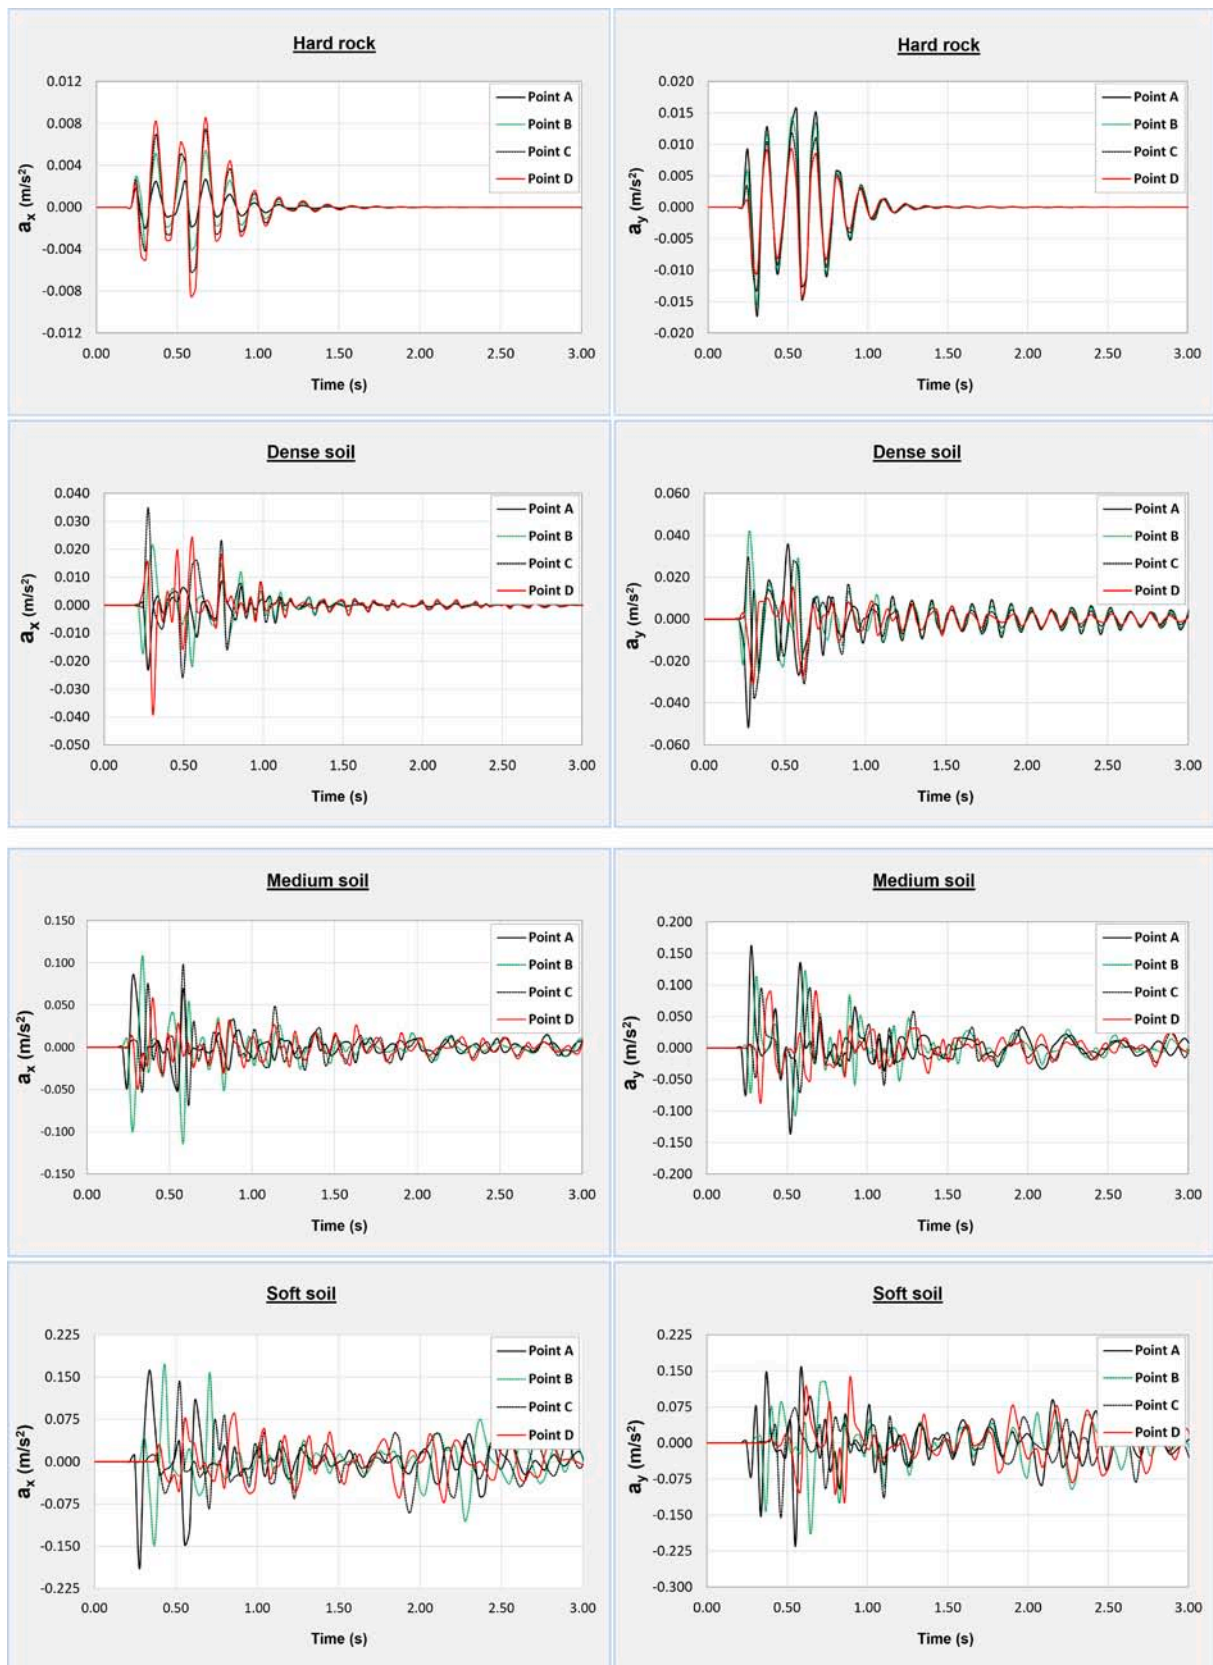 Hard rock
0.012
0.008
0.004
0.000
-0.004
-0.008
-0.012
aₓ (m/s²)
0.00 0.50 1.00 1.50 2.00 2.50 3.00
Time (s)
Point A
Point B
Point C
Point D
Hard rock
0.020
0.015
0.010
0.005
0.000
-0.005
-0.010
-0.015
-0.020
a_y (m/s²)
0.00 0.50 1.00 1.50 2.00 2.50 3.00
Time (s)
Point A
Point B
Point C
Point D
Dense soil
0.040
0.030
0.020
0.010
0.000
-0.010
-0.020
-0.030
-0.040
-0.050
aₓ (m/s²)
0.00 0.50 1.00 1.50 2.00 2.50 3.00
Time (s)
Point A
Point B
Point C
Point D
Dense soil
0.060
0.040
0.020
0.000
-0.020
-0.040
-0.060
a_y (m/s²)
0.00 0.50 1.00 1.50 2.00 2.50 3.00
Time (s)
Point A
Point B
Point C
Point D
Medium soil
0.150
0.100
0.050
0.000
-0.050
-0.100
-0.150
aₓ (m/s²)
0.00 0.50 1.00 1.50 2.00 2.50 3.00
Time (s)
Point A
Point B
Point C
Point D
Medium soil
0.200
0.150
0.100
0.050
0.000
-0.050
-0.100
-0.150
-0.200
a_y (m/s²)
0.00 0.50 1.00 1.50 2.00 2.50 3.00
Time (s)
Point A
Point B
Point C
Point D
Soft soil
0.225
0.150
0.075
0.000
-0.075
-0.150
-0.225
aₓ (m/s²)
0.00 0.50 1.00 1.50 2.00 2.50 3.00
Time (s)
Point A
Point B
Point C
Point D
Soft soil
0.225
0.150
0.075
0.000
-0.075
-0.150
-0.225
-0.300
a_y (m/s²)
0.00 0.50 1.00 1.50 2.00 2.50 3.00
Time (s)
Point A
Point B
Point C
Point D